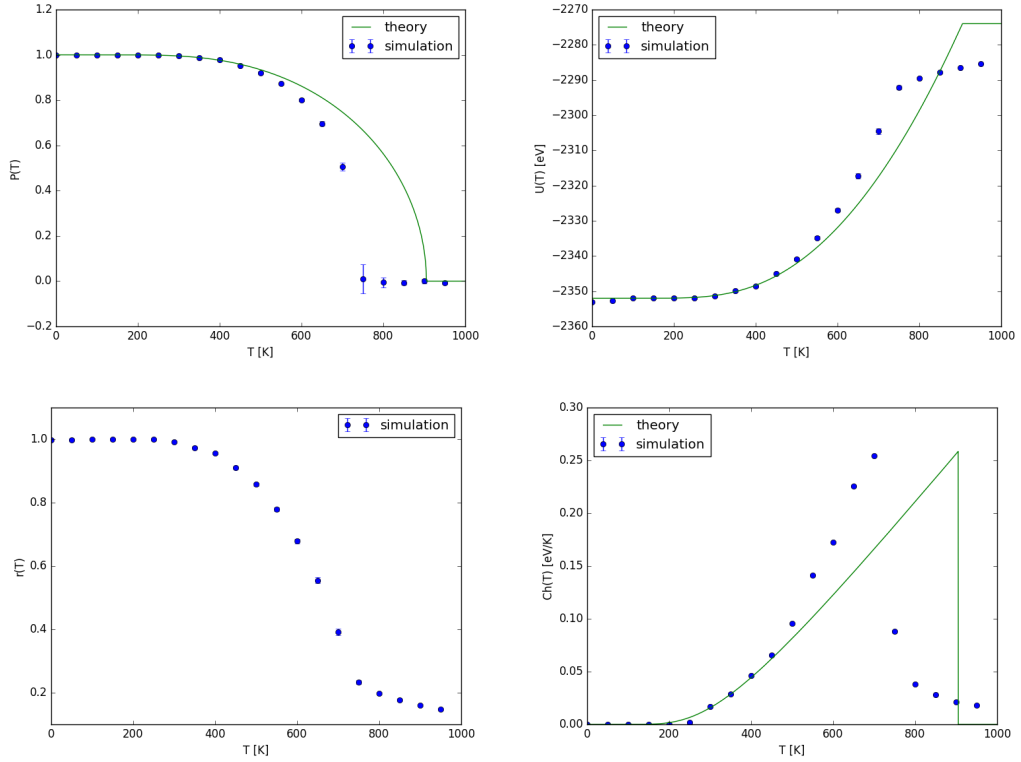 1.2
1.0
0.8
0.6
0.4
0.2
0.0
−0.2
P(T)
0 200 400 600 800 1000
T [K]
theory
simulation
−2270
−2280
−2290
−2300
−2310
−2320
−2330
−2340
−2350
−2360
U(T) [eV]
0 200 400 600 800 1000
T [K]
theory
simulation
1.0
0.8
0.6
0.4
0.2
r(T)
0 200 400 600 800 1000
T [K]
simulation
0.30
0.25
0.20
0.15
0.10
0.05
0.00
Ch(T) [eV/K]
0 200 400 600 800 1000
T [K]
theory
simulation